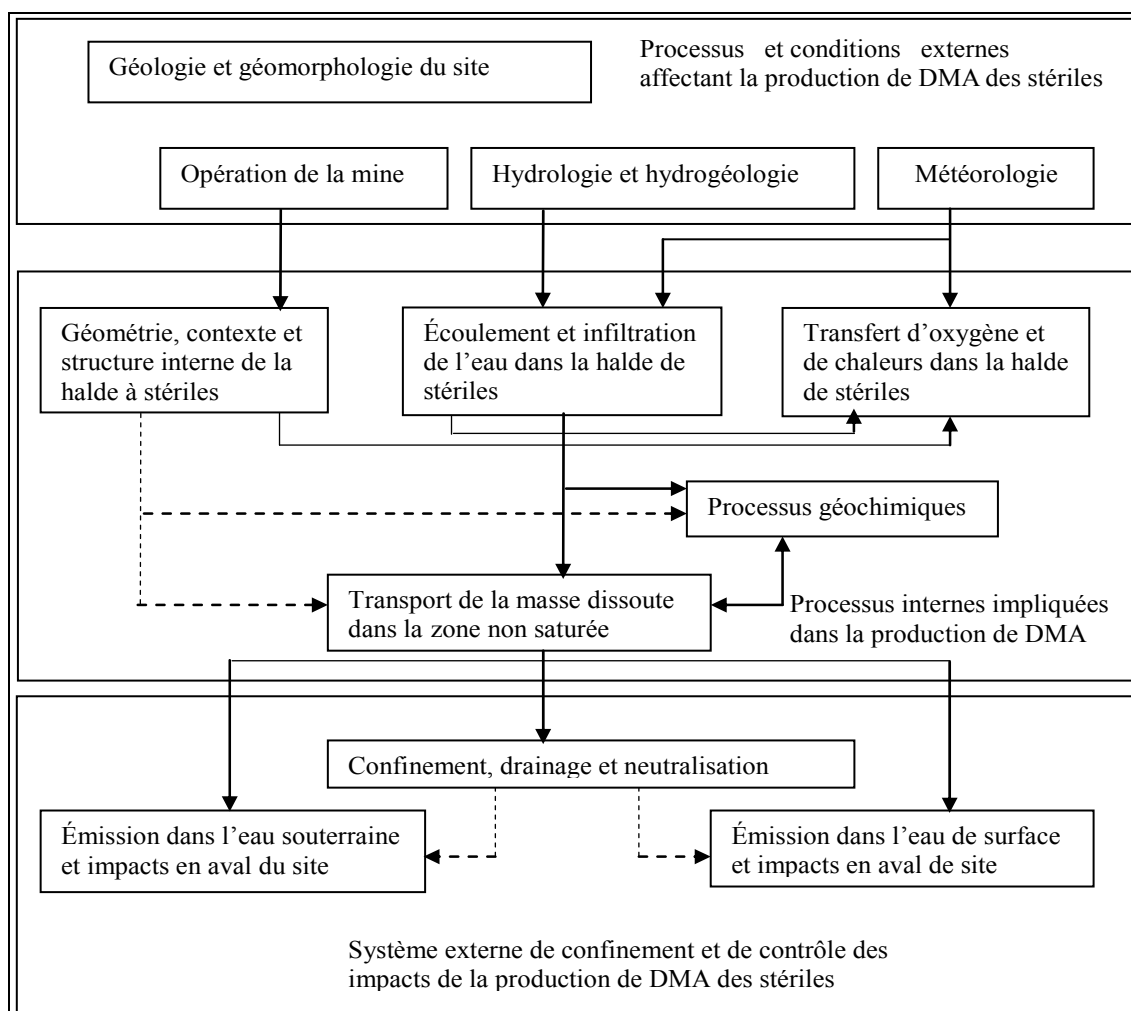 Géologie et géomorphologie du site
Processus et conditions externes
affectant la production de DMA des stériles
Opération de la mine
Hydrologie et hydrogéologie
Météorologie
Géométrie, contexte et
structure interne de la
halde à stériles
Écoulement et infiltration
de l'eau dans la halde de
stériles
Transfert d'oxygène et
de chaleurs dans la halde
de stériles
Processus géochimiques
Transport de la masse dissoute
dans la zone non saturée
Processus internes impliquées
dans la production de DMA
Confinement, drainage et neutralisation
Émission dans l'eau souterraine
et impacts en aval du site
Émission dans l'eau de surface
et impacts en aval de site
Système externe de confinement et de contrôle des
impacts de la production de DMA des stériles